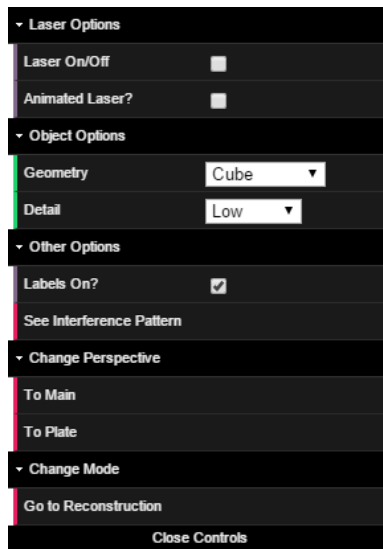 Laser Options
Laser On/Off
Animated Laser?
Object Options
Geometry Cube
Detail Low
Other Options
Labels On?
See Interference Pattern
Change Perspective
To Main
To Plate
Change Mode
Go to Reconstruction
Close Controls